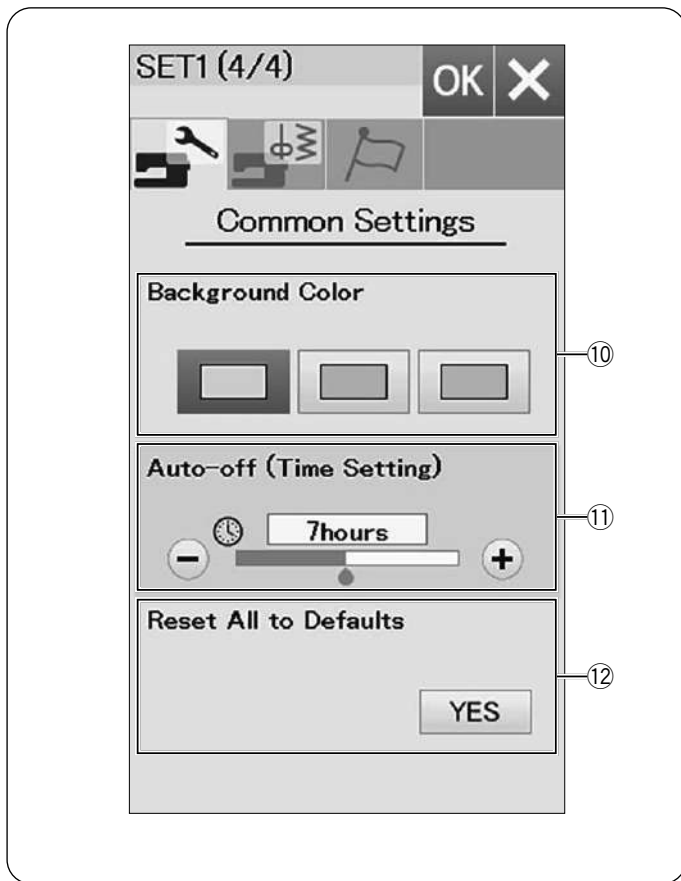 SET1 (4/4)
OK
Common Settings
Background Color
⑩
Auto-off (Time Setting)
7hours
⑪
Reset All to Defaults
YES
⑫